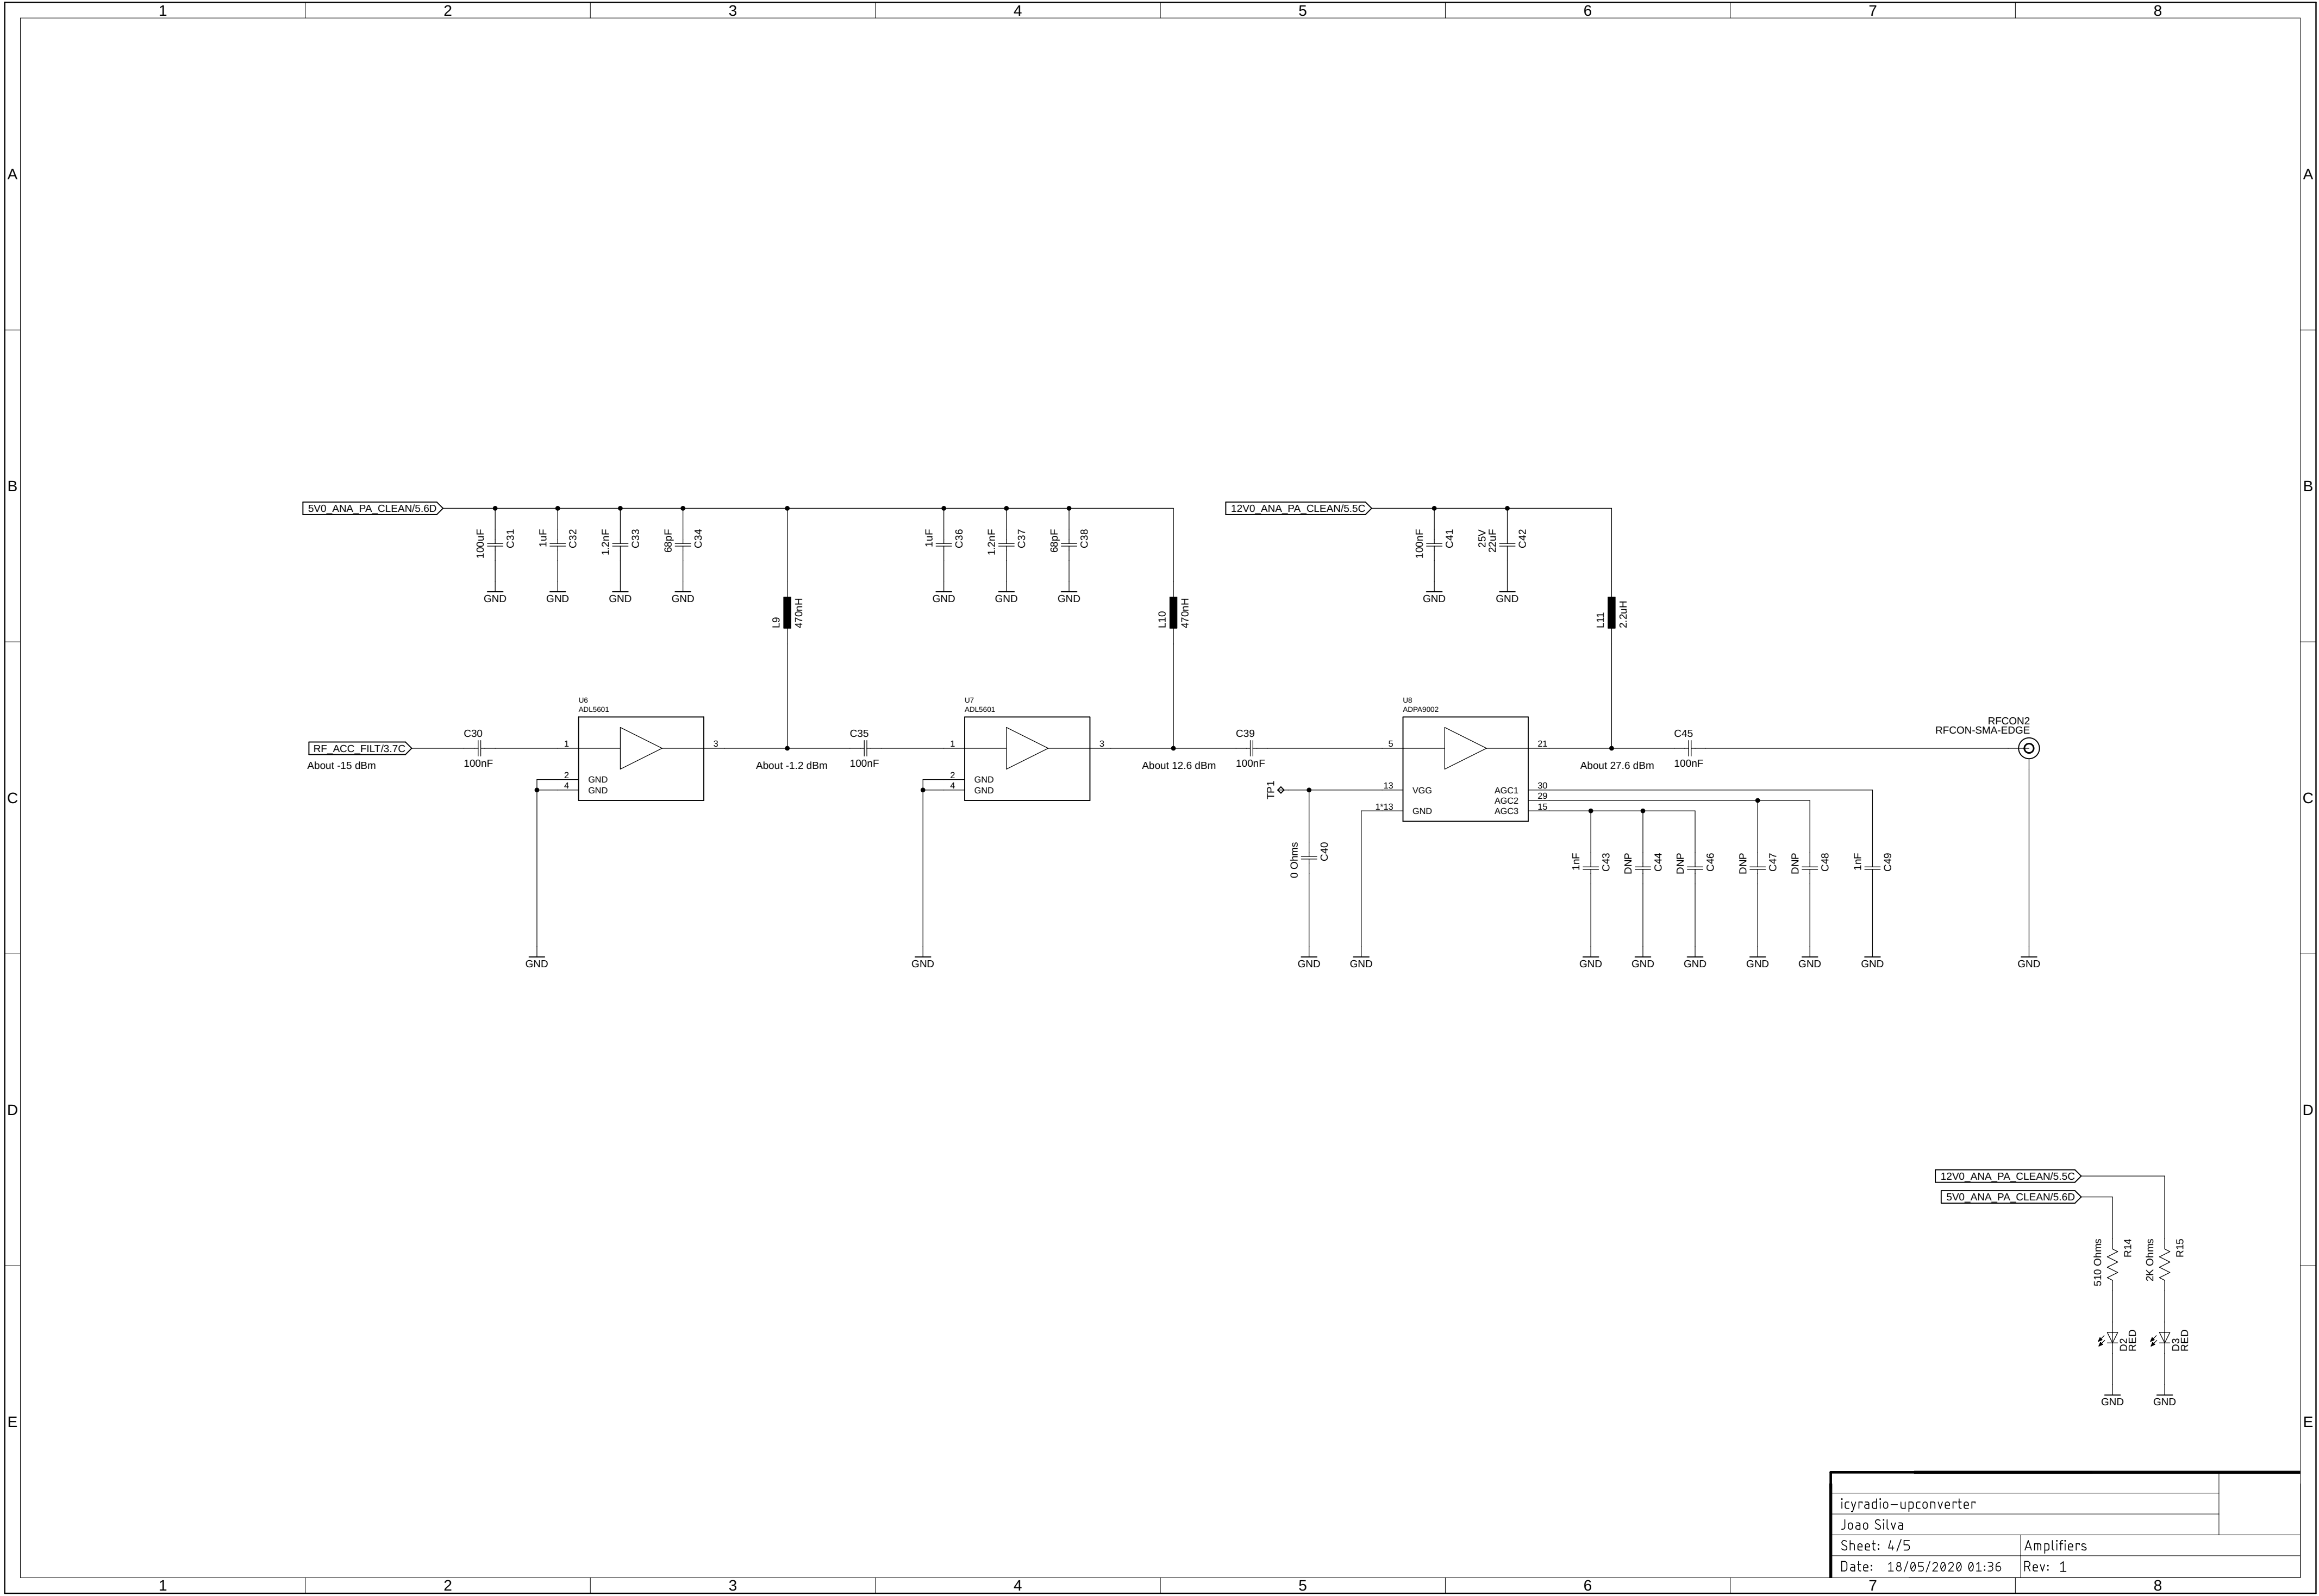 1 2 3 4 5 6 7 8
A A
B B
5V0_ANA_PA_CLEAN/5.6D
100uF C31
1uF C32
1.2nF C33
68pF C34
1uF C36
1.2nF C37
68pF C38
GND GND GND GND GND GND GND
L9 470nH
L10 470nH
12V0_ANA_PA_CLEAN/5.5C
100nF C41
25V
22uF C42
GND GND
L11 2.2uH
RF_ACC_FILT/3.7C
About -15 dBm
C30
100nF
U6
ADL5601
1 3
2 GND
4 GND
GND
About -1.2 dBm
C35
100nF
U7
ADL5601
1 3
2 GND
4 GND
GND
About 12.6 dBm
C39
100nF
U8
ADPA9002
5 21
13 VGG AGC1 30
AGC2 29
1*13 GND AGC3 15
TP1
0 Ohms C40
GND GND
About 27.6 dBm
C45
100nF
RFCON2
RFCON-SMA-EDGE
1nF C43
DNP C44
DNP C46
DNP C47
DNP C48
1nF C49
GND GND GND GND GND GND GND
C C
D D
12V0_ANA_PA_CLEAN/5.5C
5V0_ANA_PA_CLEAN/5.6D
510 Ohms R14
2K Ohms R15
D2
RED
D3
RED
GND GND
E E
icyradio-upconverter
Joao Silva
Sheet: 4/5 Amplifiers
Date: 18/05/2020 01:36 Rev: 1
1 2 3 4 5 6 7 8